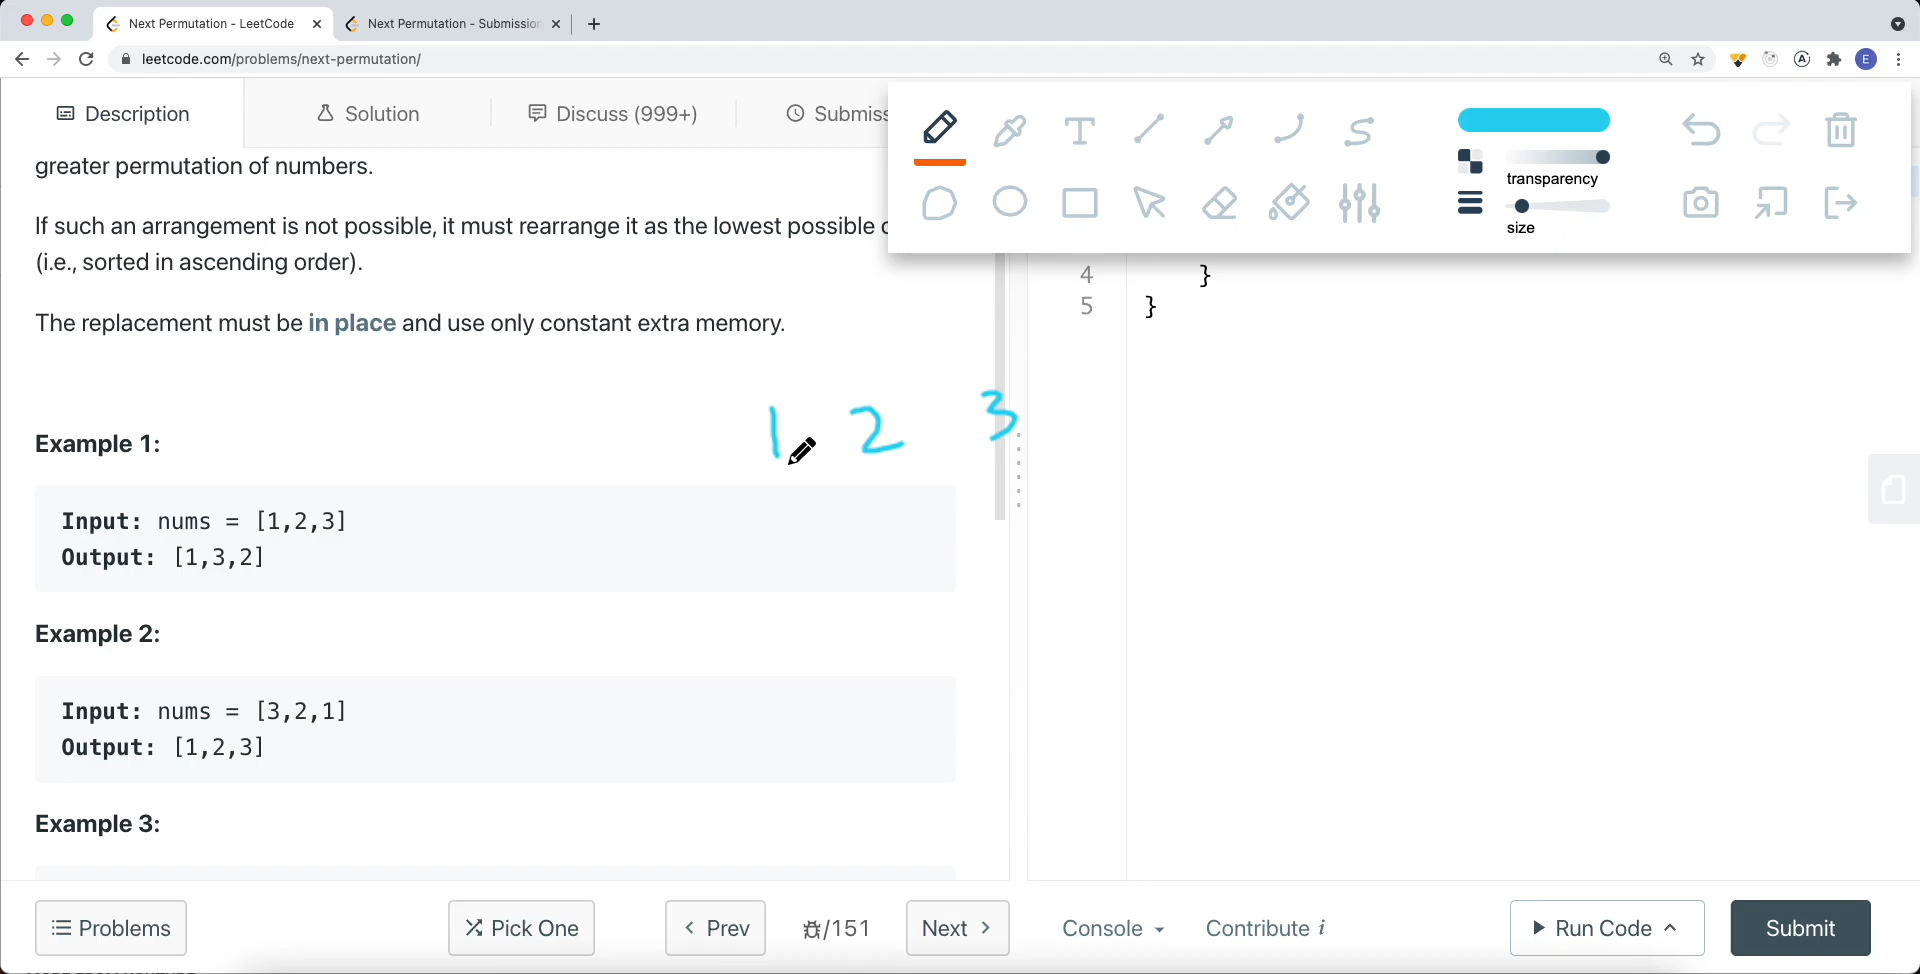 Next Permutation - LeetCode
Next Permutation - Submission
leetcode.com/problems/next-permutation/
E
Description
Solution
Discuss (999+)
Submiss
T
transparency
size
greater permutation of numbers.
If such an arrangement is not possible, it must rearrange it as the lowest possible
(i.e., sorted in ascending order).
The replacement must be in place and use only constant extra memory.
4 }
5 }
1 2 3
Example 1:
Input: nums = [1,2,3]
Output: [1,3,2]
Example 2:
Input: nums = [3,2,1]
Output: [1,2,3]
Example 3:
Problems
Pick One
Prev
/151
Next
Console
Contribute i
Run Code
Submit